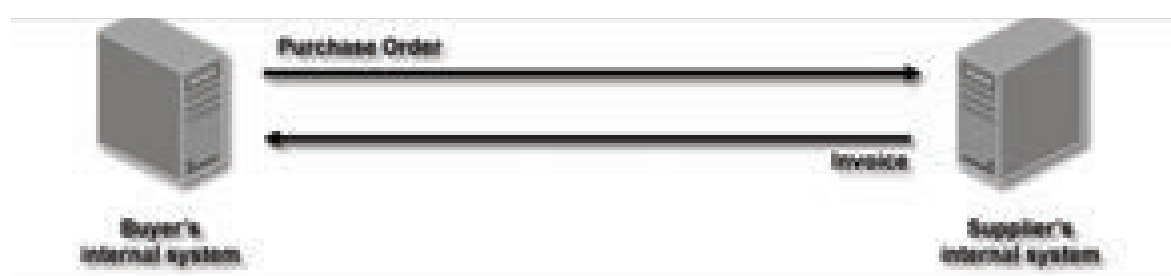 Purchase Order
Invoice
Buyer's
internal system
Supplier's
internal system